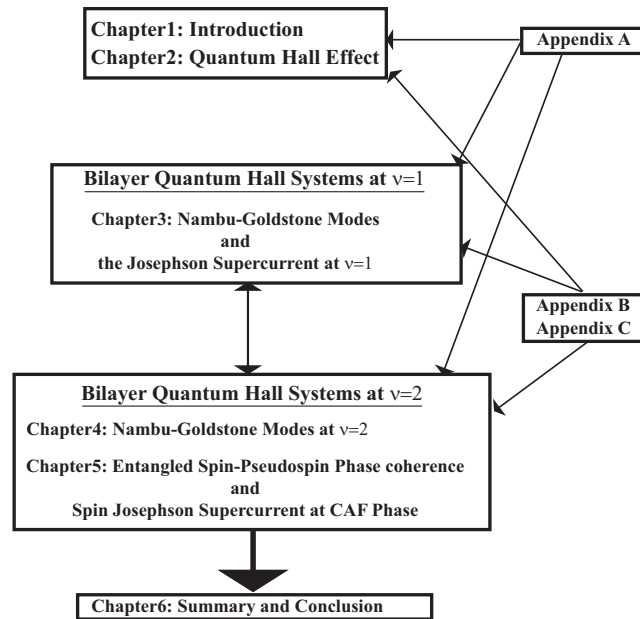 Chapter1: Introduction
Chapter2: Quantum Hall Effect
Appendix A
Bilayer Quantum Hall Systems at ν=1
Chapter3: Nambu-Goldstone Modes
and
the Josephson Supercurrent at ν=1
Appendix B
Appendix C
Bilayer Quantum Hall Systems at ν=2
Chapter4: Nambu-Goldstone Modes at ν=2
Chapter5: Entangled Spin-Pseudospin Phase coherence
and
Spin Josephson Supercurrent at CAF Phase
Chapter6: Summary and Conclusion